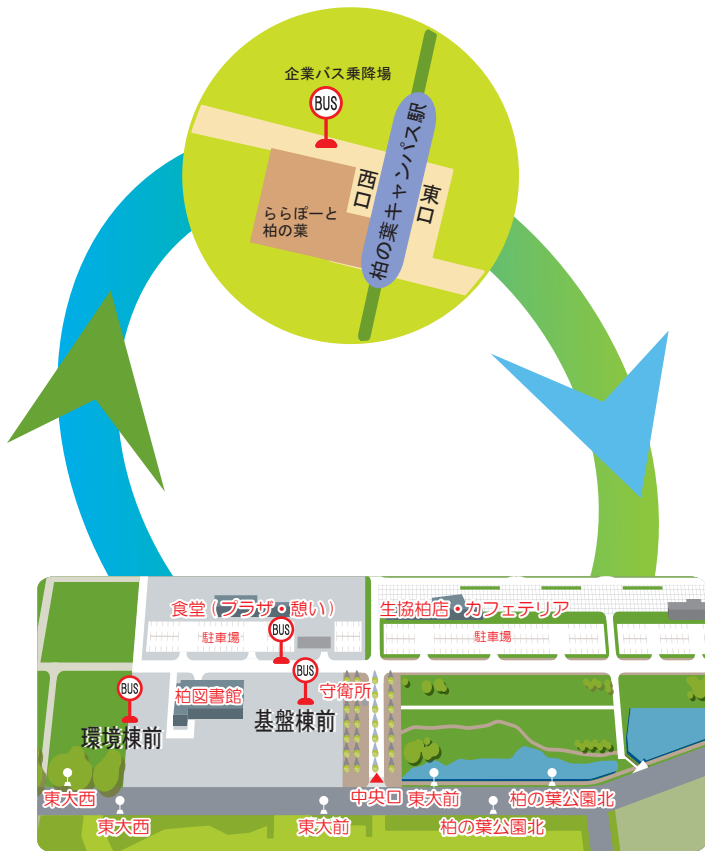 企業バス乗降場
BUS
柏の葉キャンパス駅
西口
東口
ららぽーと
柏の葉
食堂（プラザ・憩い）
生協柏店・カフェテリア
BUS
駐車場
駐車場
BUS
BUS
柏図書館
守衛所
基盤棟前
環境棟前
東大西
中央口
東大前
柏の葉公園北
東大西
東大前
柏の葉公園北